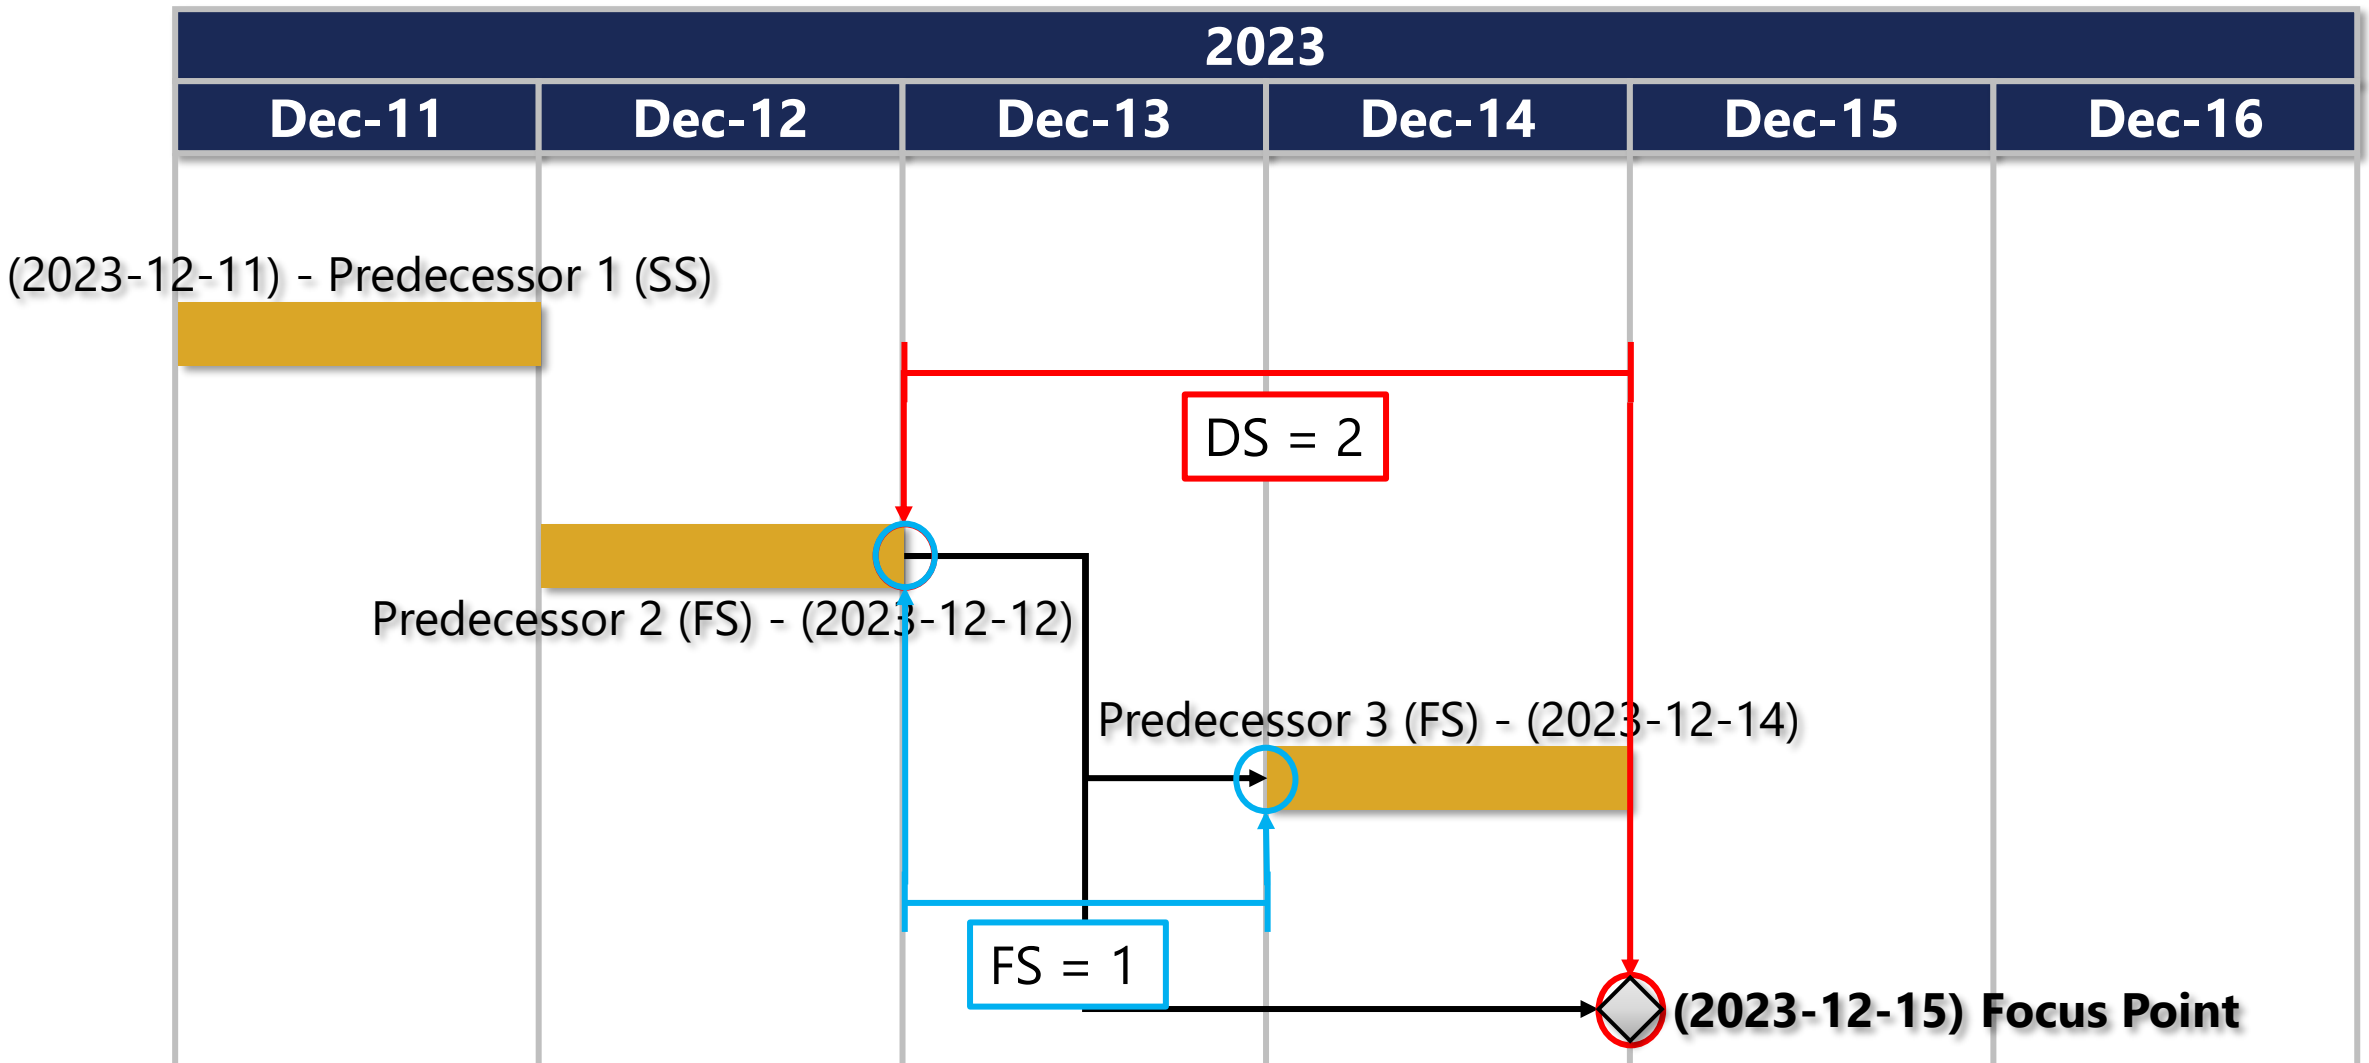 2023
Dec-11 Dec-12 Dec-13 Dec-14 Dec-15 Dec-16
(2023-12-11) - Predecessor 1 (SS)
DS = 2
Predecessor 2 (FS) - (2023-12-12)
Predecessor 3 (FS) - (2023-12-14)
FS = 1
(2023-12-15) Focus Point